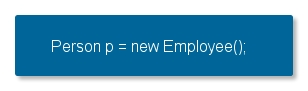 Person p = new Employee();